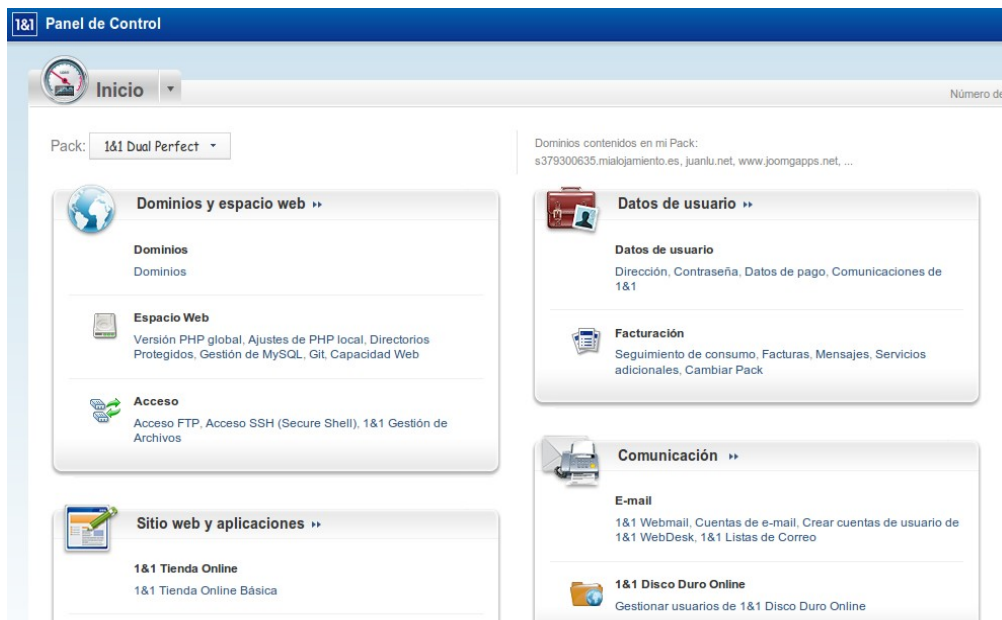 1&1 Panel de Control
Inicio
Número de
Pack: 1&1 Dual Perfect
Dominios contenidos en mi Pack:
s379300635.mialojamiento.es, juanlu.net, www.joomgapps.net, ...
Dominios y espacio web
Dominios
Dominios
Espacio Web
Versión PHP global, Ajustes de PHP local, Directorios
Protegidos, Gestión de MySQL, Git, Capacidad Web
Acceso
Acceso FTP, Acceso SSH (Secure Shell), 1&1 Gestión de
Archivos
Sitio web y aplicaciones
1&1 Tienda Online
1&1 Tienda Online Básica
Datos de usuario
Datos de usuario
Dirección, Contraseña, Datos de pago, Comunicaciones de
1&1
Facturación
Seguimiento de consumo, Facturas, Mensajes, Servicios
adicionales, Cambiar Pack
Comunicación
E-mail
1&1 Webmail, Cuentas de e-mail, Crear cuentas de usuario de
1&1 WebDesk, 1&1 Listas de Correo
1&1 Disco Duro Online
Gestionar usuarios de 1&1 Disco Duro Online